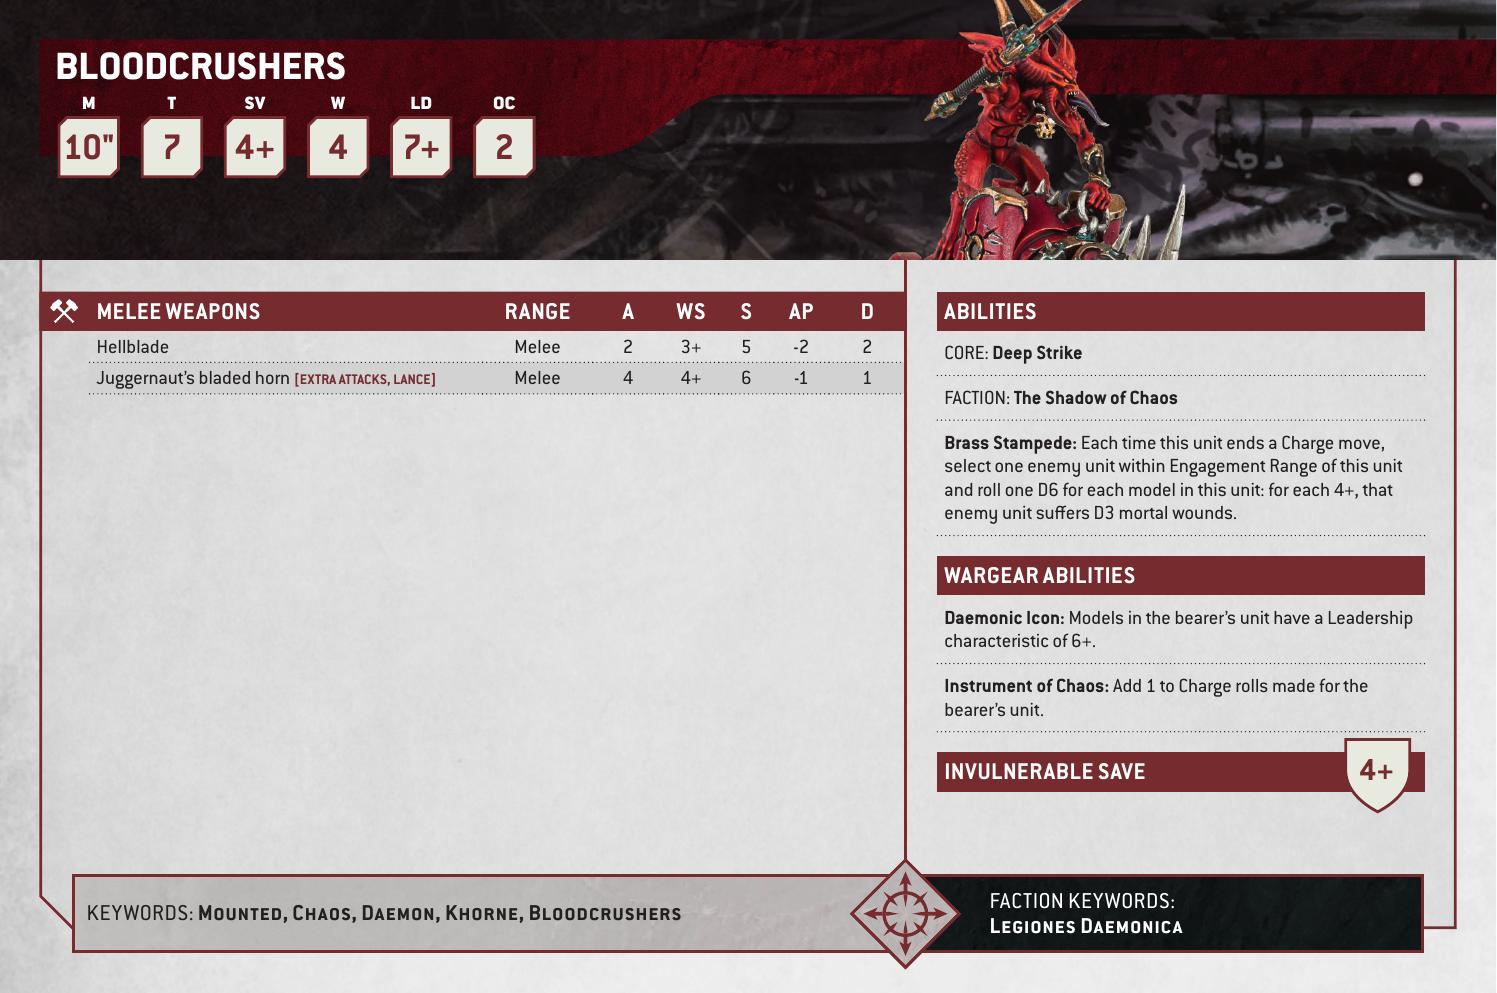 BLOODCRUSHERS
M T SV W LD OC
10" 7 4+ 4 7+ 2
MELEE WEAPONS RANGE A WS S AP D
Hellblade Melee 2 3+ 5 -2 2
Juggernaut's bladed horn [EXTRA ATTACKS, LANCE] Melee 4 4+ 6 -1 1
ABILITIES
CORE: Deep Strike
FACTION: The Shadow of Chaos
Brass Stampede: Each time this unit ends a Charge move,
select one enemy unit within Engagement Range of this unit
and roll one D6 for each model in this unit: for each 4+, that
enemy unit suffers D3 mortal wounds.
WARGEAR ABILITIES
Daemonic Icon: Models in the bearer's unit have a Leadership
characteristic of 6+.
Instrument of Chaos: Add 1 to Charge rolls made for the
bearer's unit.
INVULNERABLE SAVE 4+
KEYWORDS: MOUNTED, CHAOS, DAEMON, KHORNE, BLOODCRUSHERS
FACTION KEYWORDS:
LEGIONES DAEMONICA